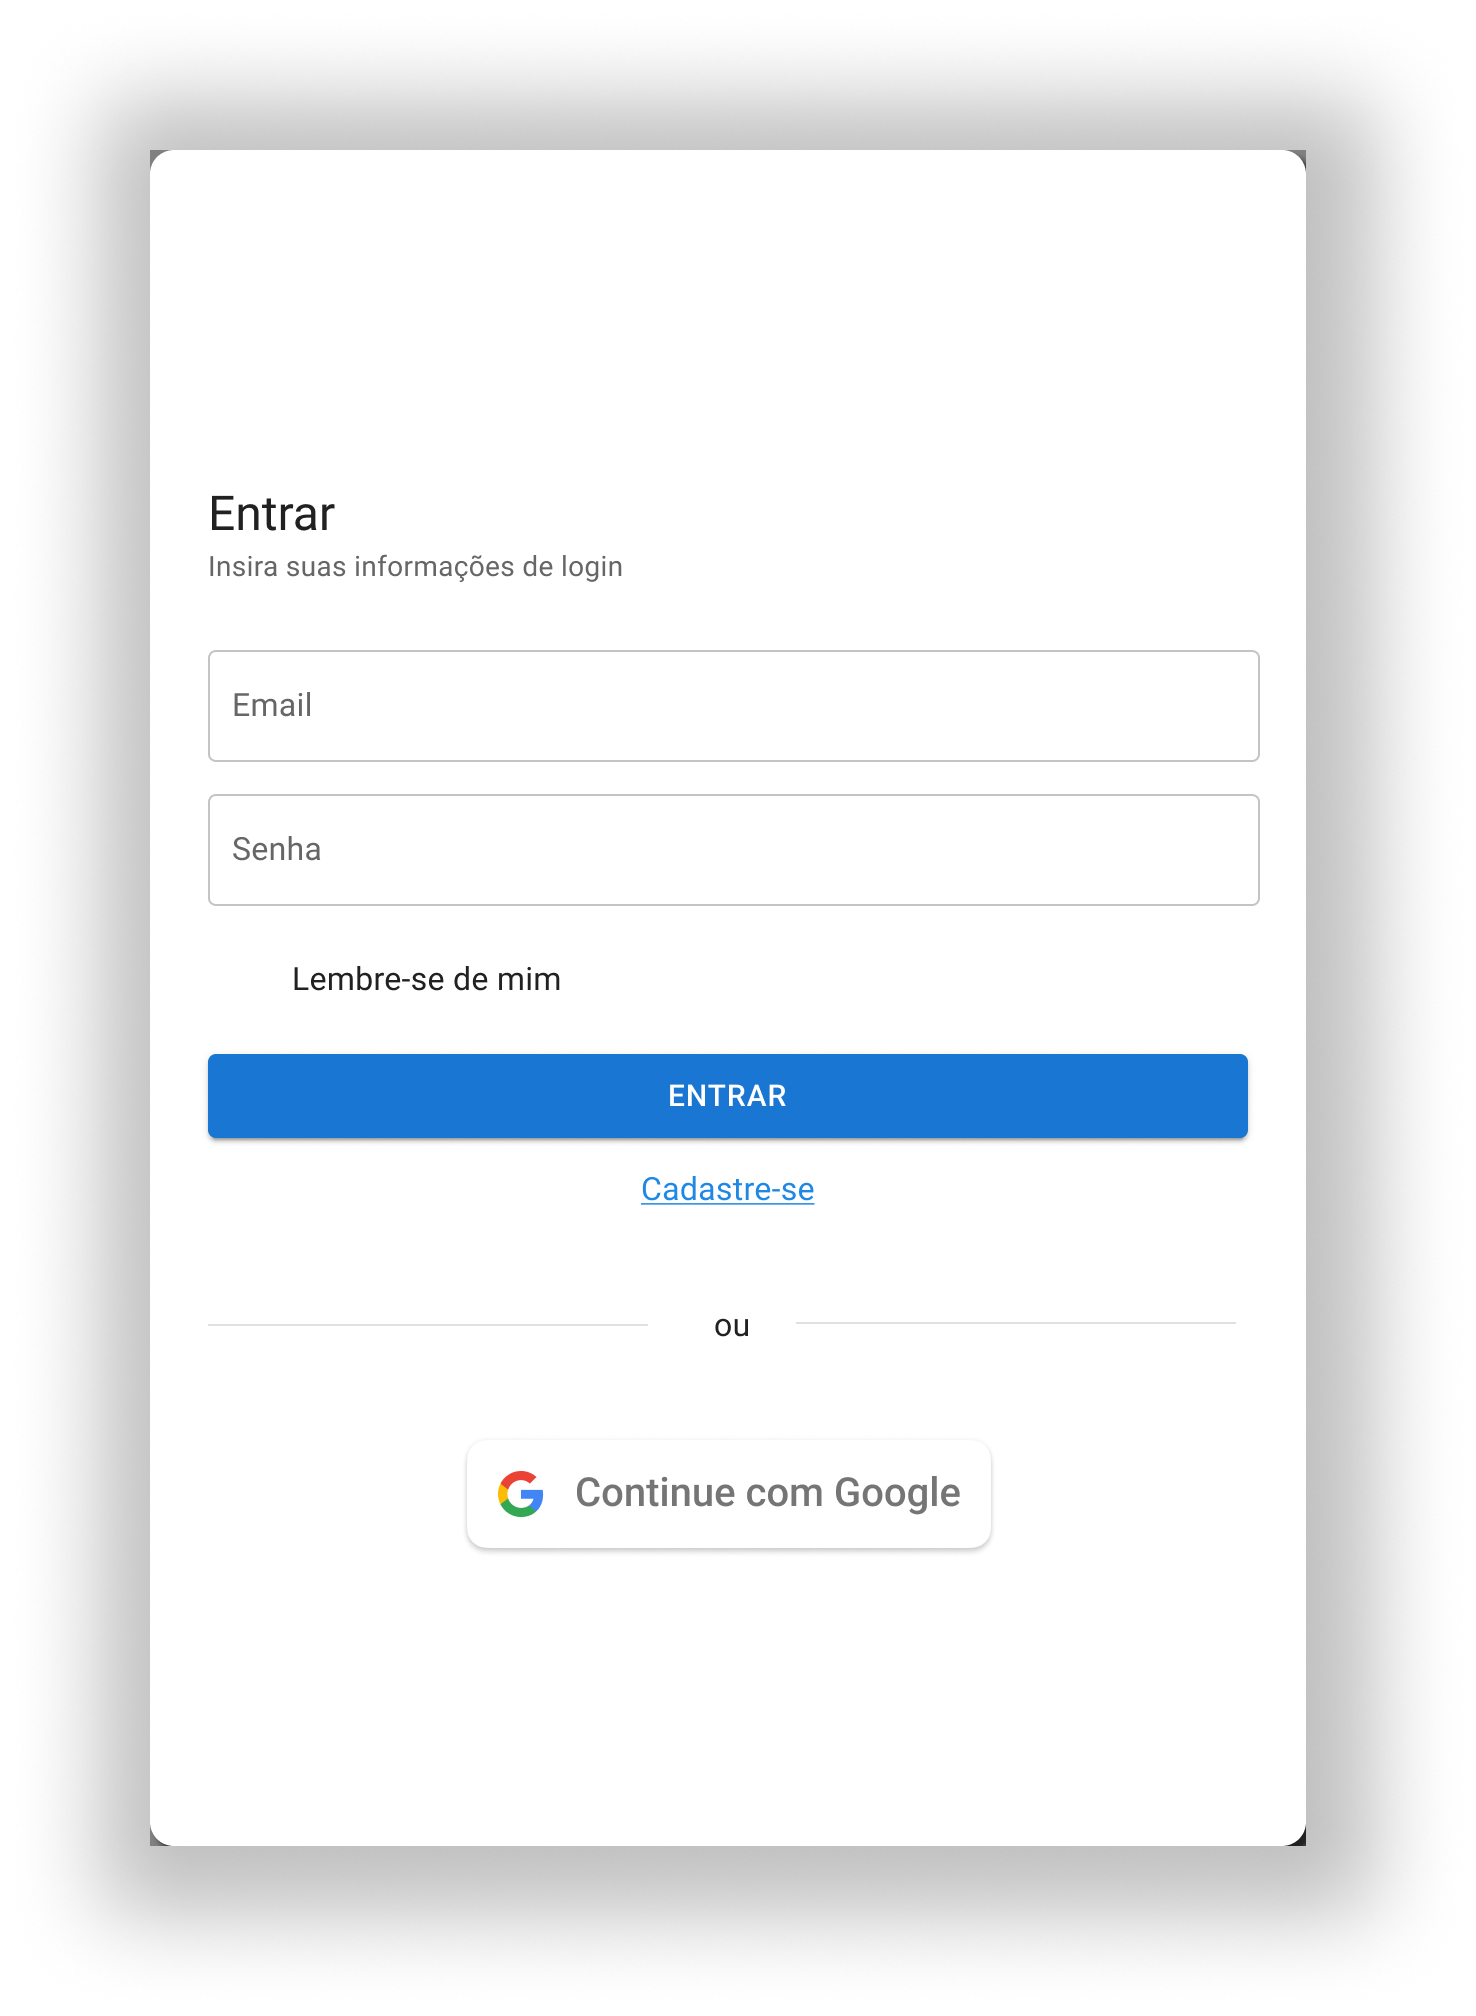 Entrar
Insira suas informações de login
Email
Senha
Lembre-se de mim
ENTRAR
Cadastre-se
ou
Continue com Google